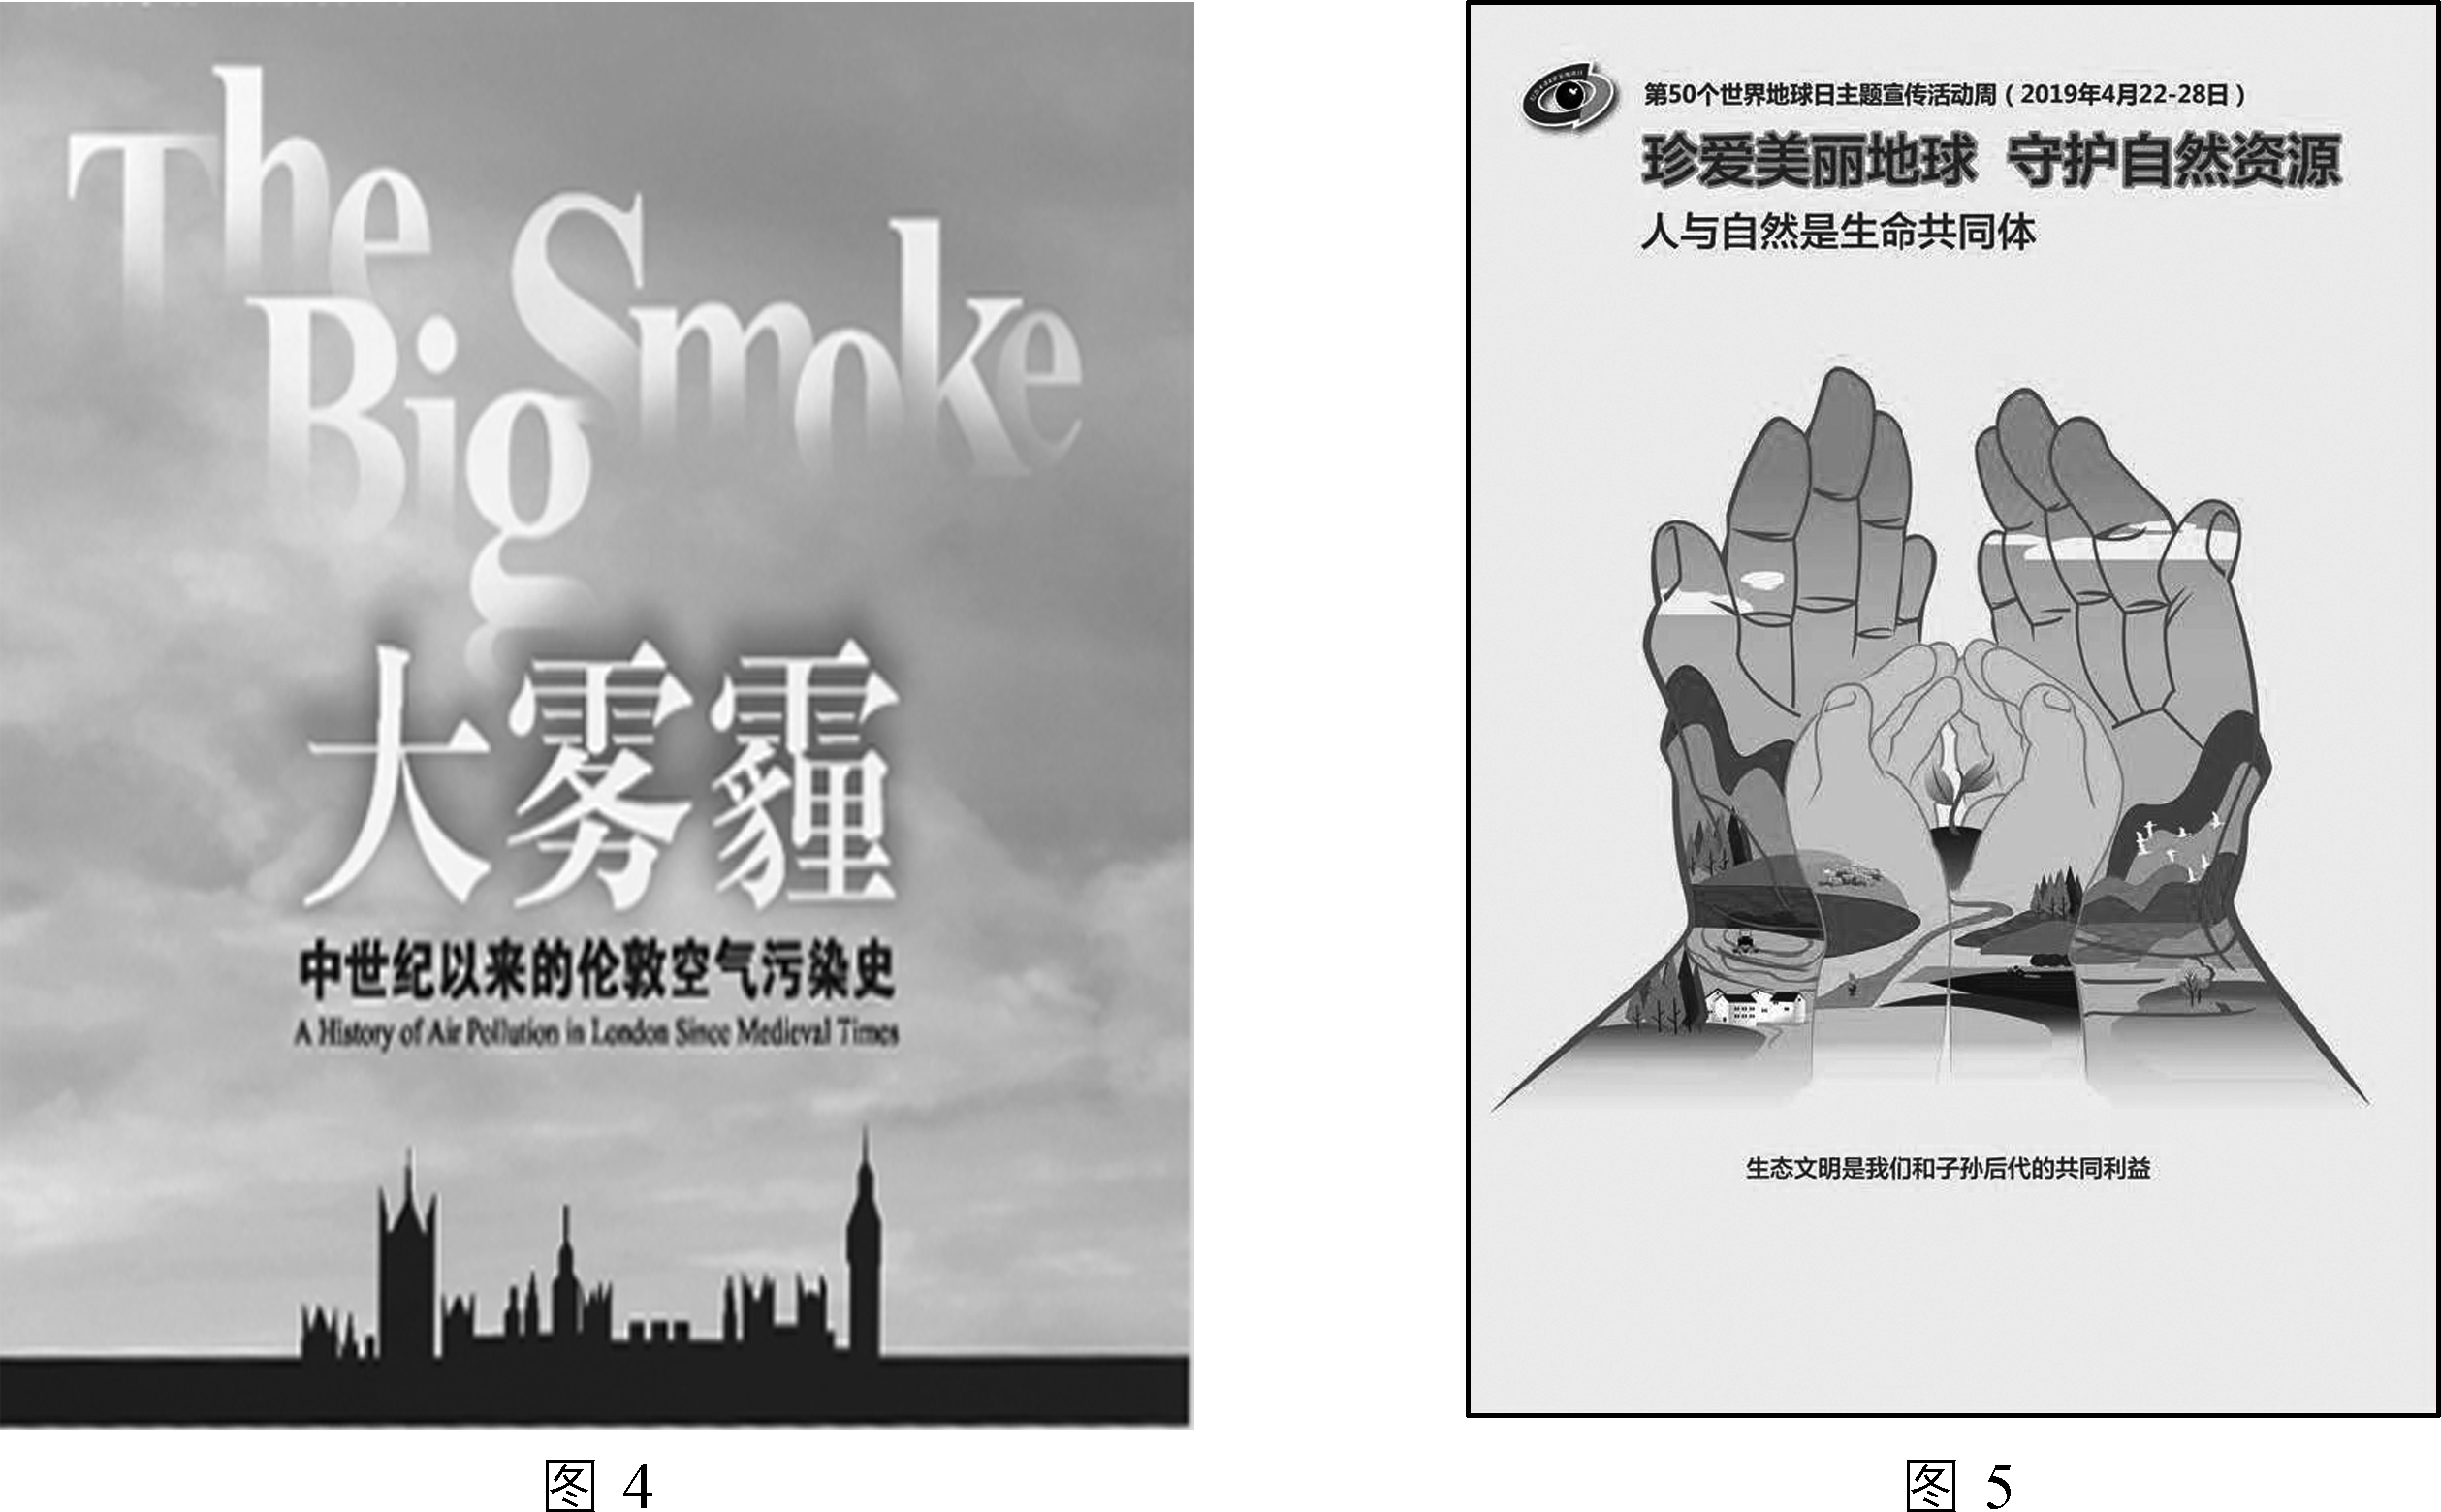 The
Big Smoke
大雾霾
中世纪以来的伦敦空气污染史
A History of Air Pollution in London Since Medieval Times
图 4
第50个世界地球日主题宣传活动周（2019年4月22-28日）
珍爱美丽地球 守护自然资源
人与自然是生命共同体
生态文明是我们和子孙后代的共同利益
图 5